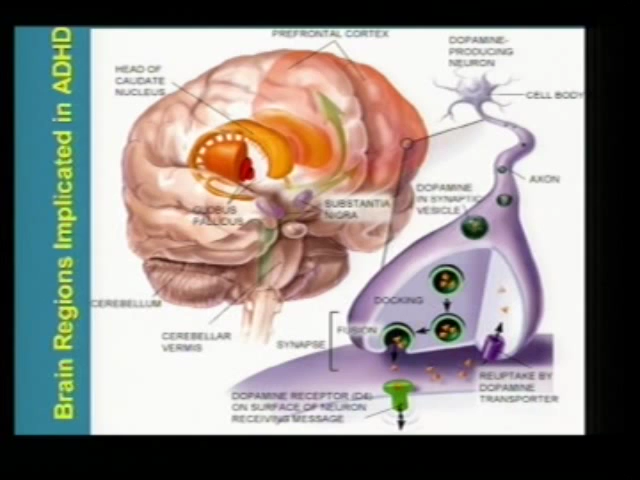 Brain Regions Implicated in ADHD
PREFRONTAL CORTEX
HEAD OF
CAUDATE
NUCLEUS
DOPAMINE-
PRODUCING
NEURON
CELL BODY
AXON
DOPAMINE
IN SYNAPTIC
VESICLE
GLOBUS
PALLIDUS
SUBSTANTIA
NIGRA
CEREBELLUM
CEREBELLAR
VERMIS
DOCKING
FUSION
SYNAPSE
REUPTAKE BY
DOPAMINE
TRANSPORTER
DOPAMINE RECEPTOR (D4)
ON SURFACE OF NEURON
RECEIVING MESSAGE